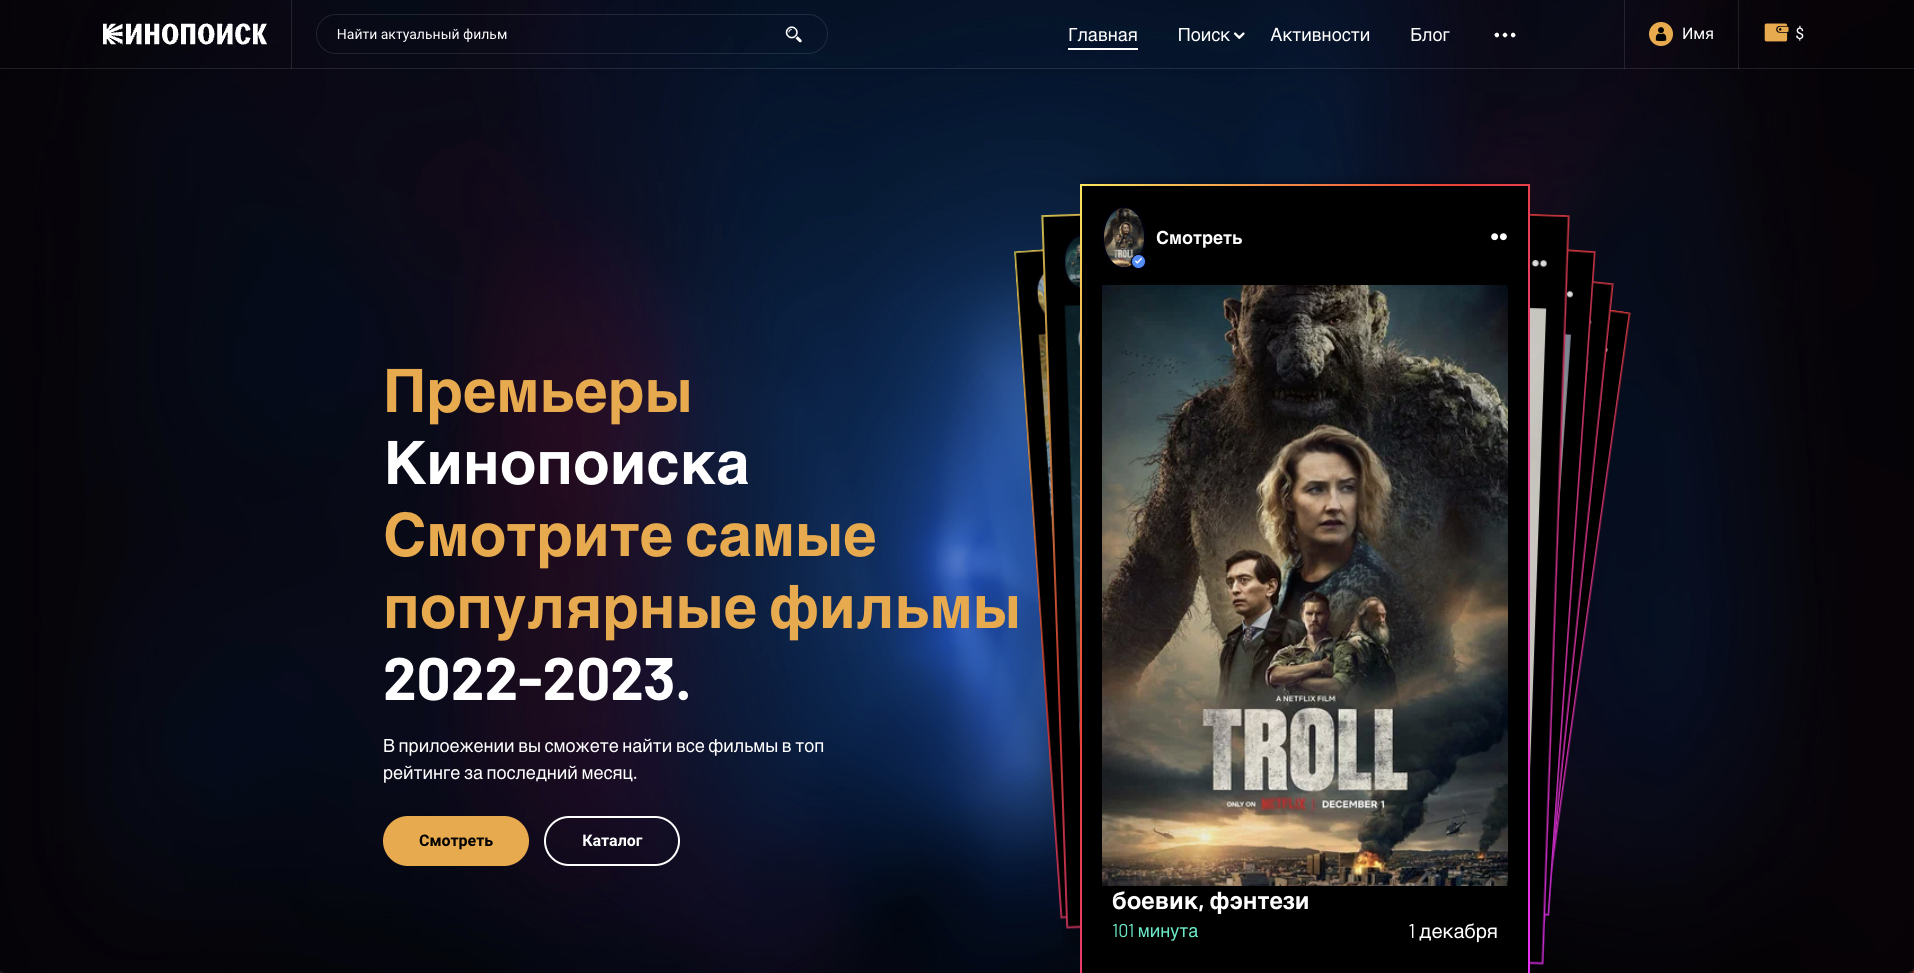 КИНОПОИСК
Найти актуальный фильм
Главная
Поиск
Активности
Блог
Имя
$
Премьеры
Кинопоиска
Смотрите самые
популярные фильмы
2022-2023.
В прилоежении вы сможете найти все фильмы в топ
рейтинге за последний месяц.
Смотреть
Каталог
TROLL
Смотреть
A NETFLIX FILM
TROLL
ONLY ON NETFLIX | DECEMBER 1
боевик, фэнтези
101 минута
1 декабря